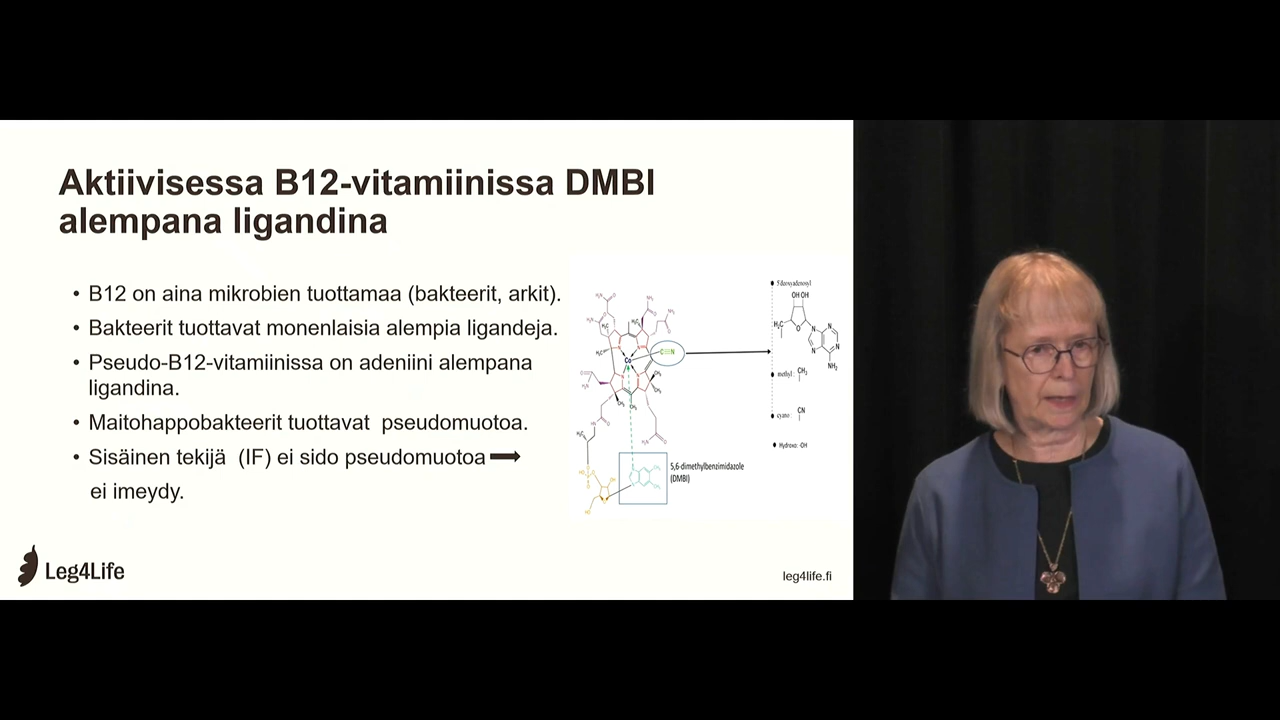 Aktiivisessa B12-vitamiinissa DMBI
alempana ligandina
• B12 on aina mikrobien tuottamaa (bakteerit, arkit).
• Bakteerit tuottavat monenlaisia alempia ligandeja.
• Pseudo-B12-vitamiinissa on adeniini alempana
ligandina.
• Maitohappobakteerit tuottavat pseudomuotoa.
• Sisäinen tekijä (IF) ei sido pseudomuotoa
ei imeydy.
5'deoxyadenosyl
OH OH
H₂C
O
N
N
N
N
NH₂
methyl :
CH₃
cyano :
CN
Hydroxo: -OH
Co
C≡N
5,6-dimethylbenzimidazole
(DMBI)
Leg4Life
leg4life.fi